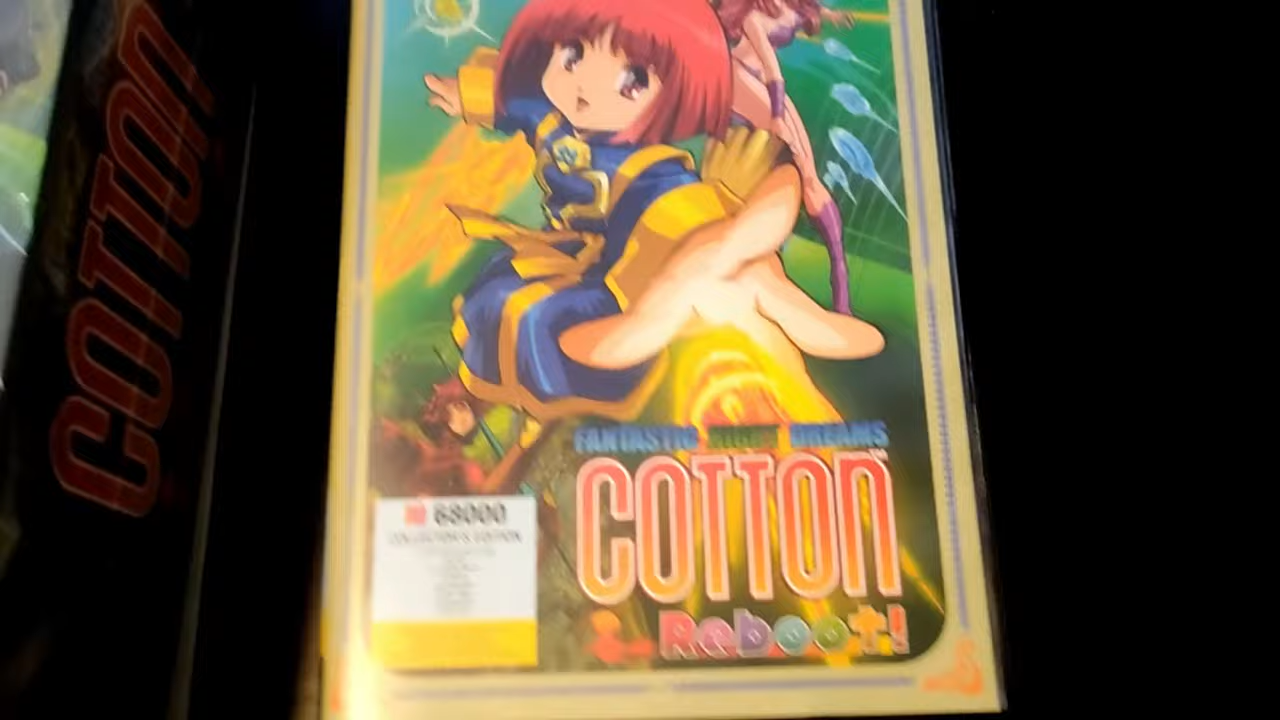 COTTON
FANTASTIC NIGHT DREAMS
COTTON
Reboot!
68000
COLLECTOR'S EDITION